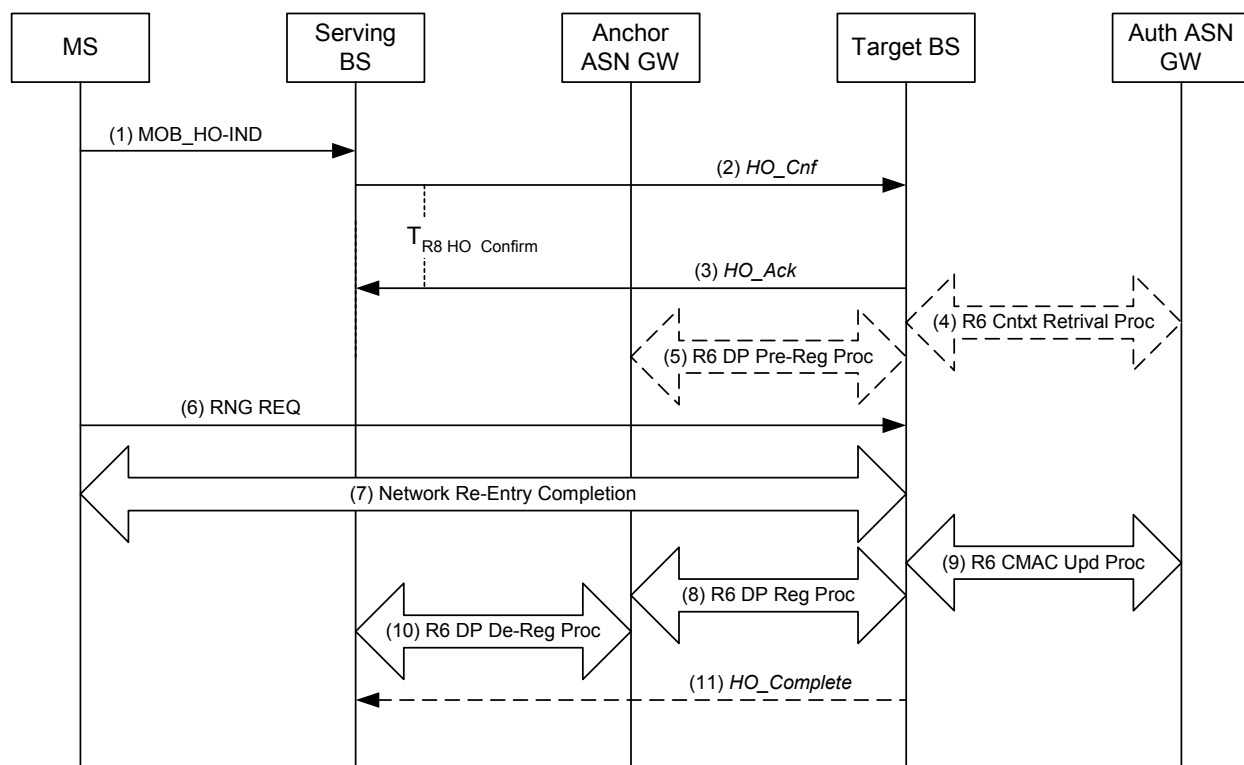 MS
Serving
BS
Anchor
ASN GW
Target BS
Auth ASN
GW
(1) MOB_HO-IND
(2) HO_Cnf
T R8 HO Confirm
(3) HO_Ack
(4) R6 Cntxt Retrival Proc
(5) R6 DP Pre-Reg Proc
(6) RNG REQ
(7) Network Re-Entry Completion
(9) R6 CMAC Upd Proc
(8) R6 DP Reg Proc
(10) R6 DP De-Reg Proc
(11) HO_Complete